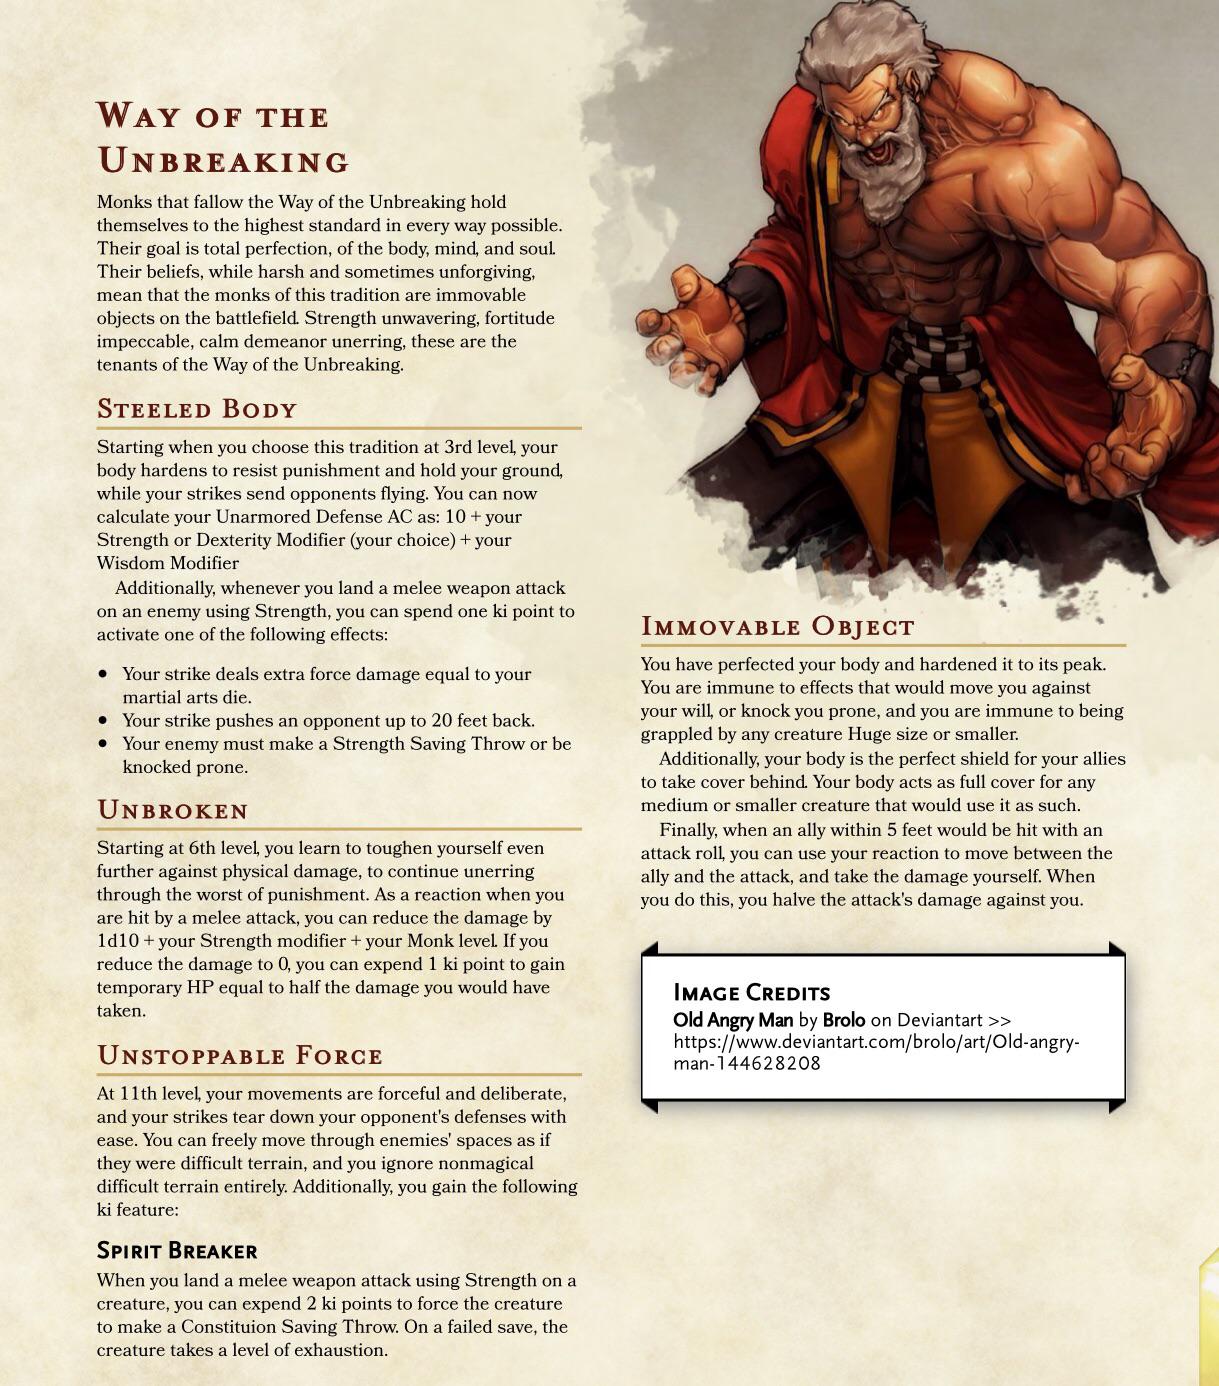 Way of the
Unbreaking
Monks that fallow the Way of the Unbreaking hold
themselves to the highest standard in every way possible.
Their goal is total perfection, of the body, mind, and soul.
Their beliefs, while harsh and sometimes unforgiving,
mean that the monks of this tradition are immovable
objects on the battlefield. Strength unwavering, fortitude
impeccable, calm demeanor unerring, these are the
tenants of the Way of the Unbreaking.
Steeled Body
Starting when you choose this tradition at 3rd level, your
body hardens to resist punishment and hold your ground,
while your strikes send opponents flying. You can now
calculate your Unarmored Defense AC as: 10 + your
Strength or Dexterity Modifier (your choice) + your
Wisdom Modifier
Additionally, whenever you land a melee weapon attack
on an enemy using Strength, you can spend one ki point to
activate one of the following effects:
• Your strike deals extra force damage equal to your
martial arts die.
• Your strike pushes an opponent up to 20 feet back.
• Your enemy must make a Strength Saving Throw or be
knocked prone.
Unbroken
Starting at 6th level, you learn to toughen yourself even
further against physical damage, to continue unerring
through the worst of punishment. As a reaction when you
are hit by a melee attack, you can reduce the damage by
1d10 + your Strength modifier + your Monk level. If you
reduce the damage to 0, you can expend 1 ki point to gain
temporary HP equal to half the damage you would have
taken.
Unstoppable Force
At 11th level, your movements are forceful and deliberate,
and your strikes tear down your opponent's defenses with
ease. You can freely move through enemies' spaces as if
they were difficult terrain, and you ignore nonmagical
difficult terrain entirely. Additionally, you gain the following
ki feature:
Spirit Breaker
When you land a melee weapon attack using Strength on a
creature, you can expend 2 ki points to force the creature
to make a Constituion Saving Throw. On a failed save, the
creature takes a level of exhaustion.
Immovable Object
You have perfected your body and hardened it to its peak.
You are immune to effects that would move you against
your will, or knock you prone, and you are immune to being
grappled by any creature Huge size or smaller.
Additionally, your body is the perfect shield for your allies
to take cover behind. Your body acts as full cover for any
medium or smaller creature that would use it as such.
Finally, when an ally within 5 feet would be hit with an
attack roll, you can use your reaction to move between the
ally and the attack, and take the damage yourself. When
you do this, you halve the attack's damage against you.
Image Credits
Old Angry Man by Brolo on Deviantart >>
https://www.deviantart.com/brolo/art/Old-angry-
man-144628208